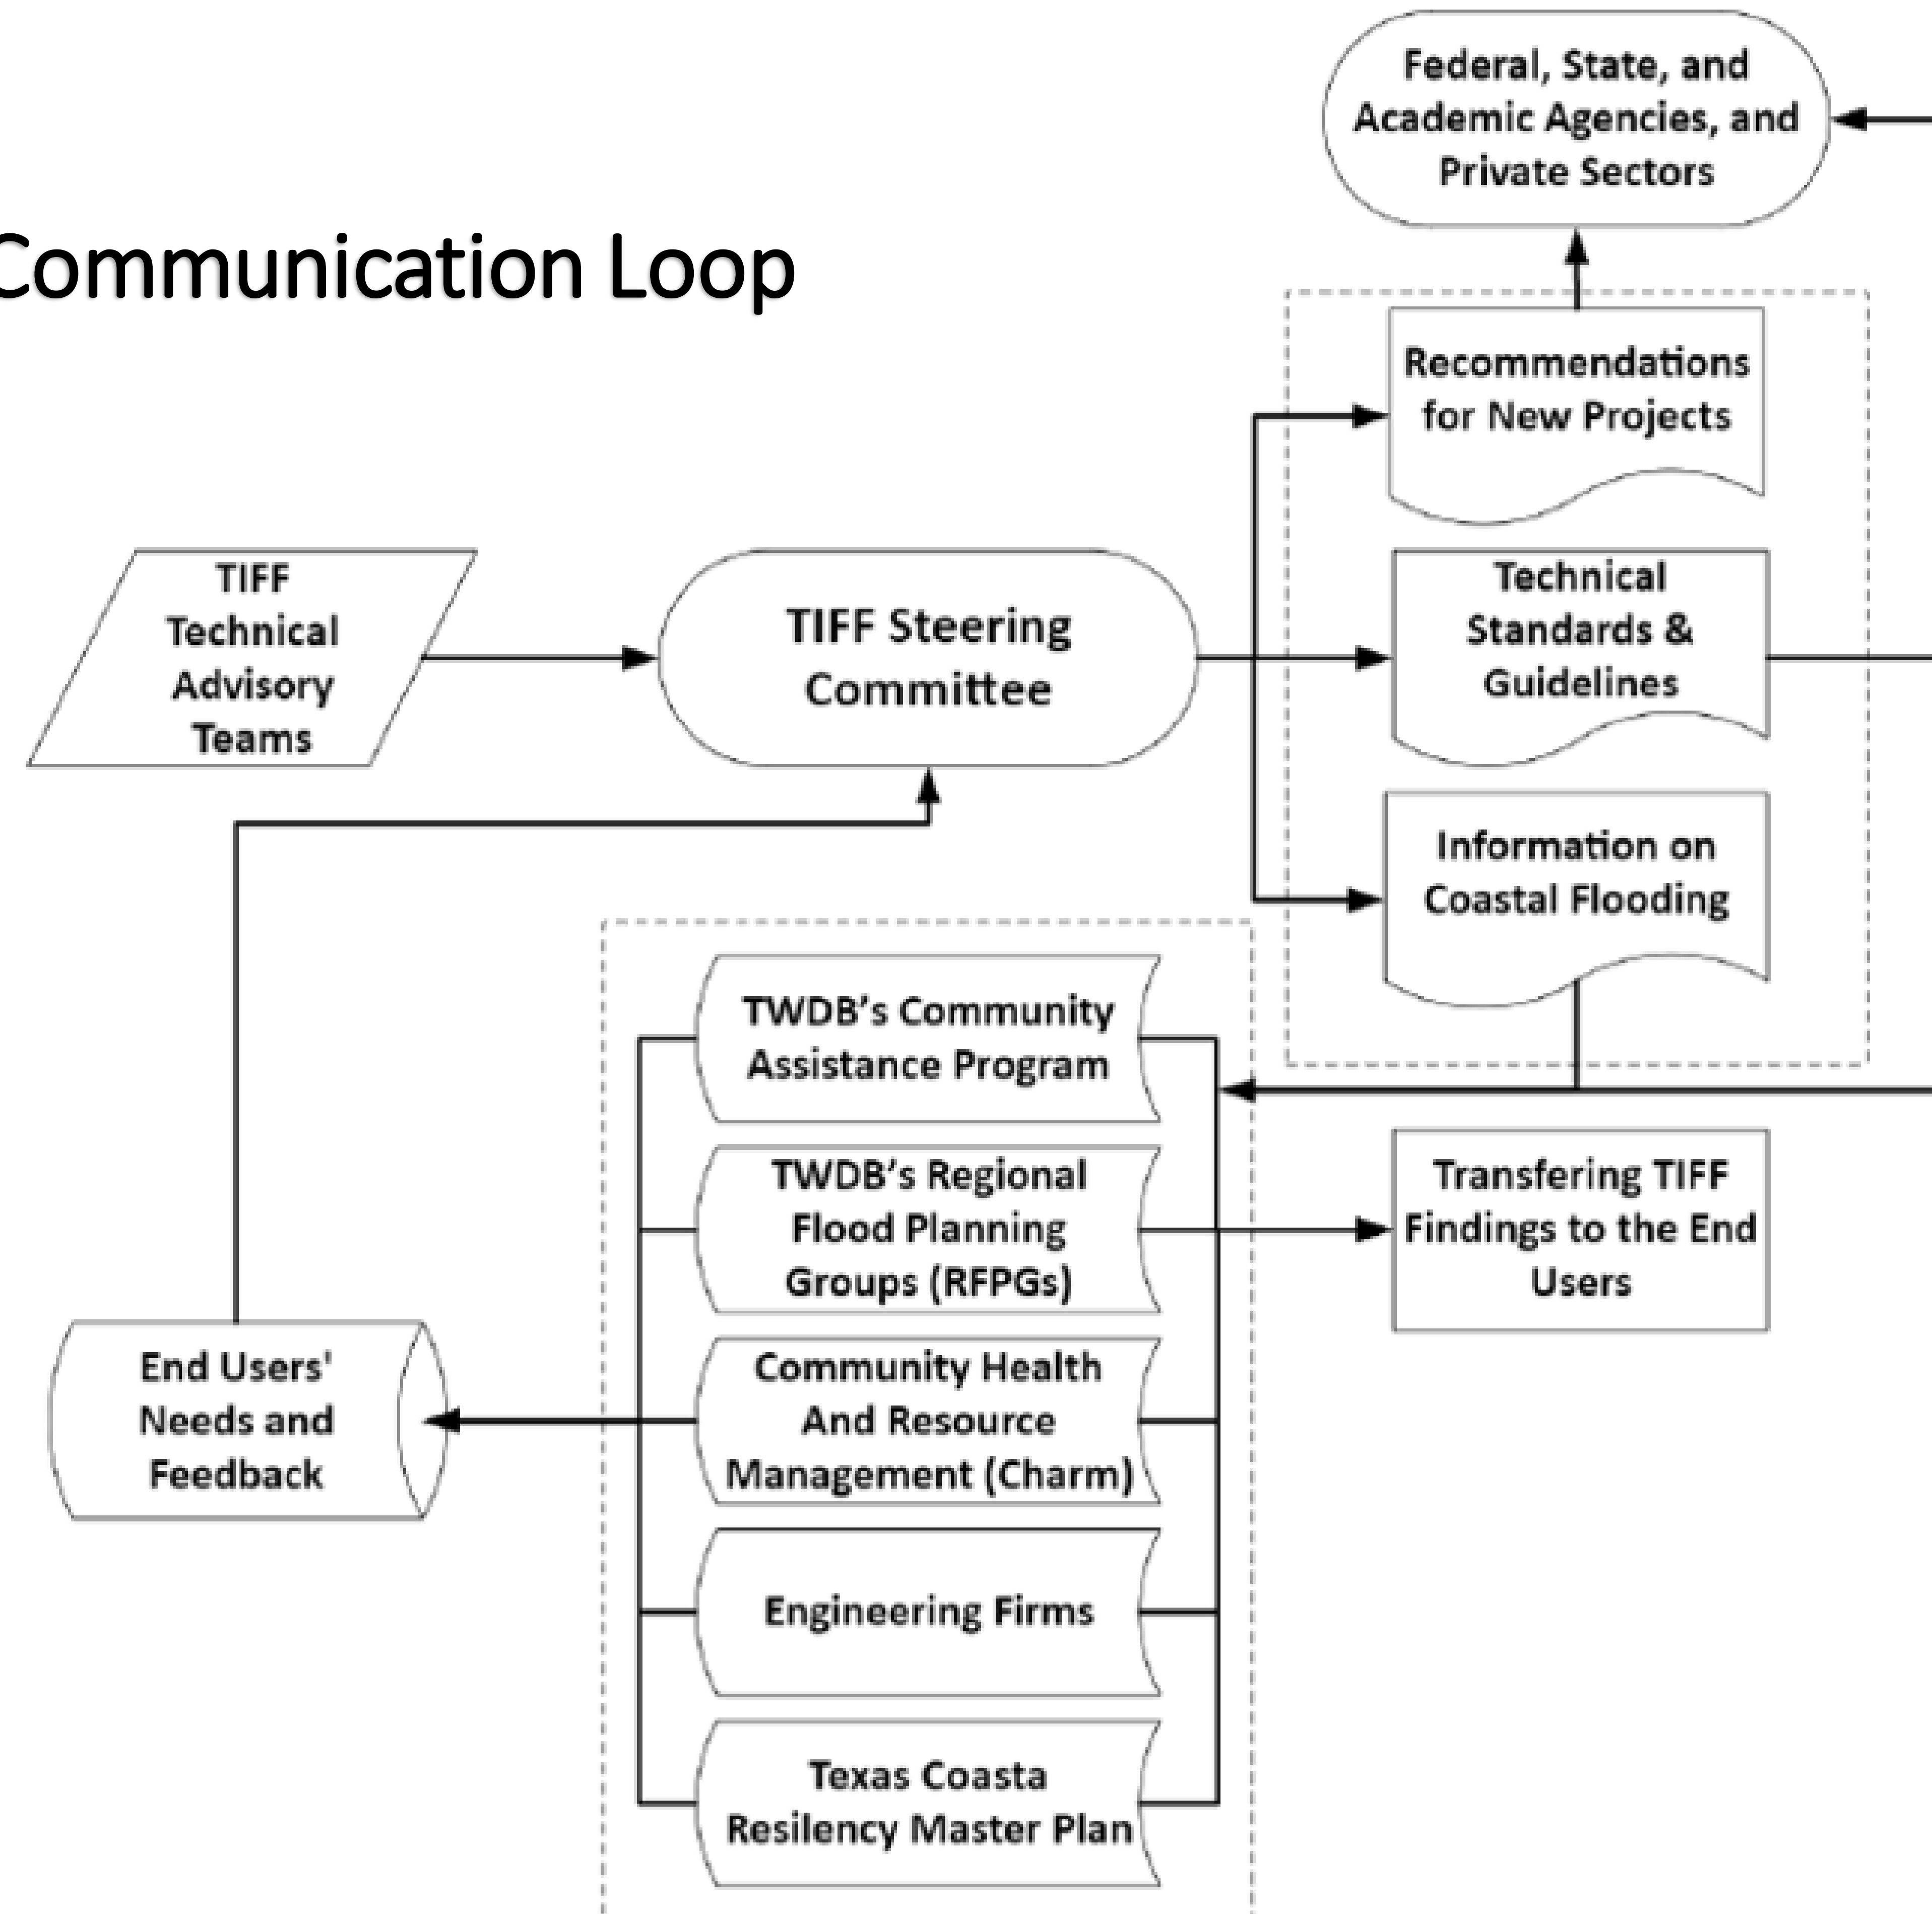 Communication Loop
Federal, State, and
Academic Agencies, and
Private Sectors
Recommendations
for New Projects
TIFF
Technical
Advisory
Teams
TIFF Steering
Committee
Technical
Standards &
Guidelines
Information on
Coastal Flooding
TWDB's Community
Assistance Program
TWDB's Regional
Flood Planning
Groups (RFPGs)
Transfering TIFF
Findings to the End
Users
End Users'
Needs and
Feedback
Community Health
And Resource
Management (Charm)
Engineering Firms
Texas Coasta
Resilency Master Plan